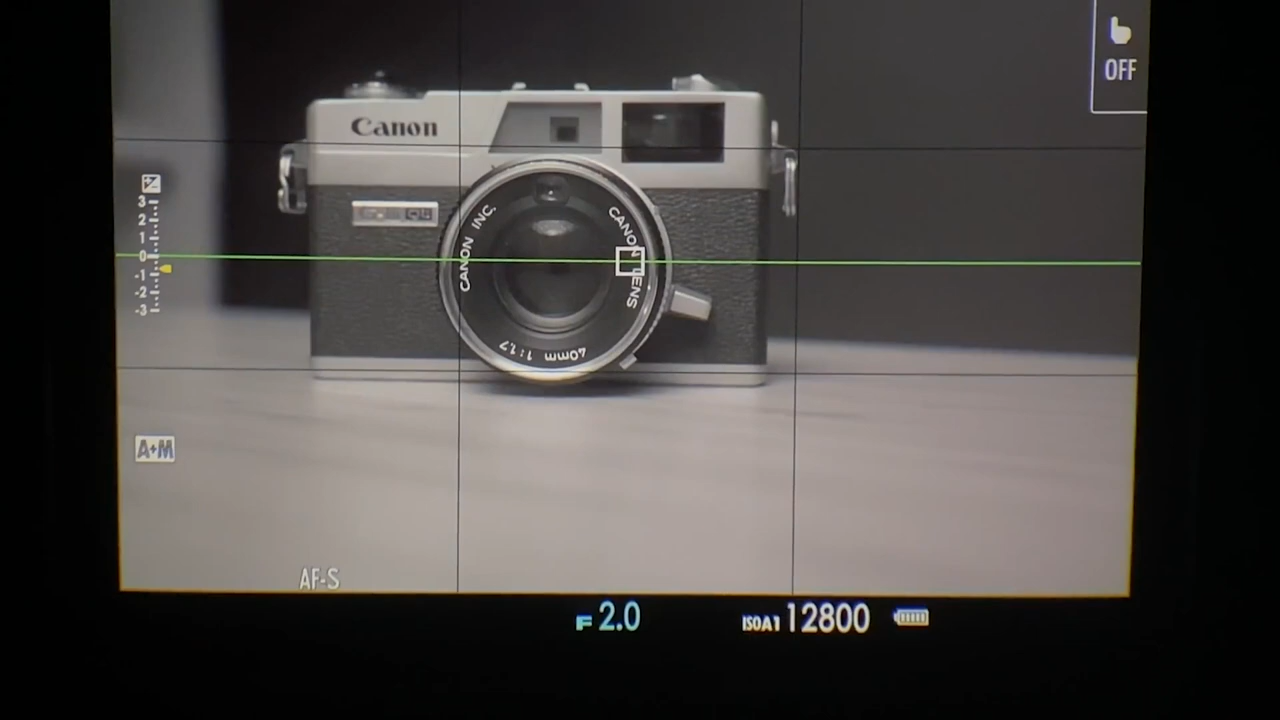 OFF
Canon
3
2
1
0
-1
-2
-3
CANON INC.
CANON LENS
40mm 1:1.7
A+M
AF-S
F 2.0
ISO A1 12800